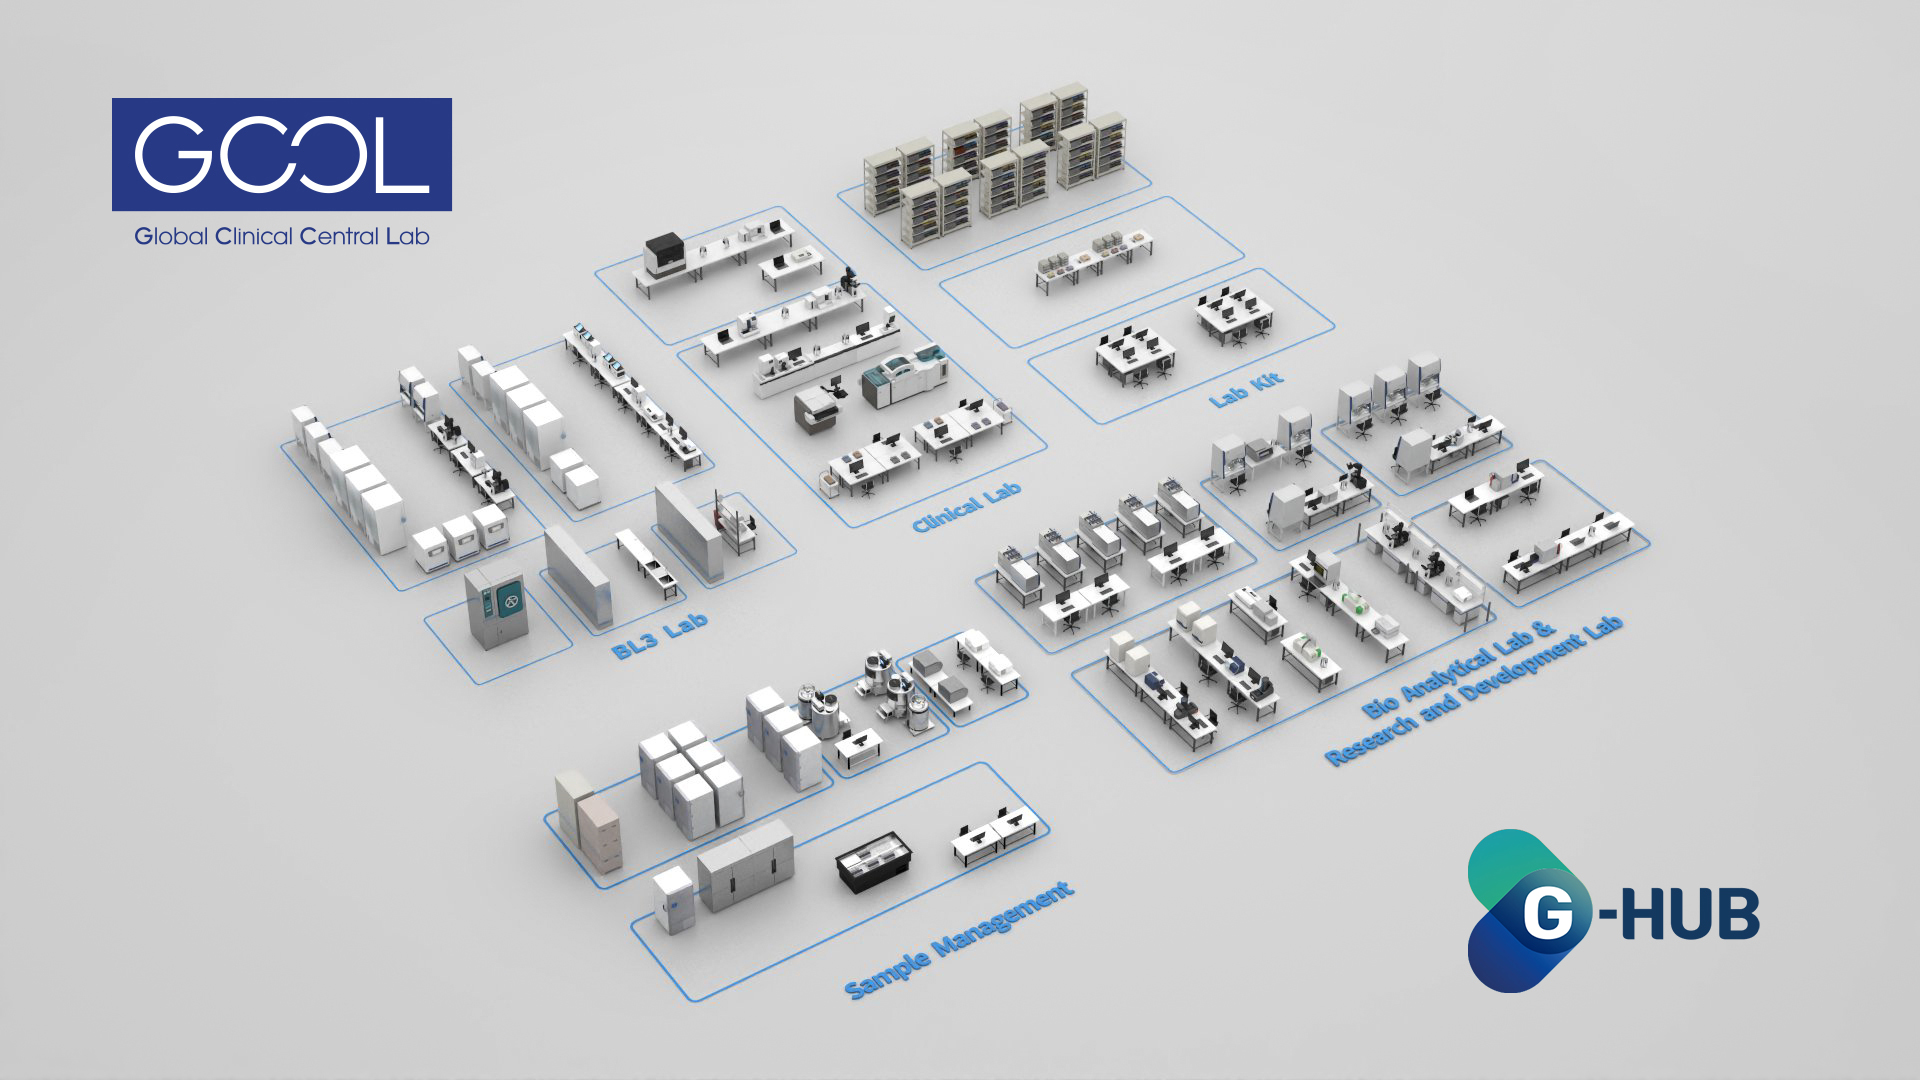 GCCL
Global Clinical Central Lab
Lab Kit
Clinical Lab
BL3 Lab
Bio Analytical Lab &
Research and Development Lab
Sample Management
G-HUB